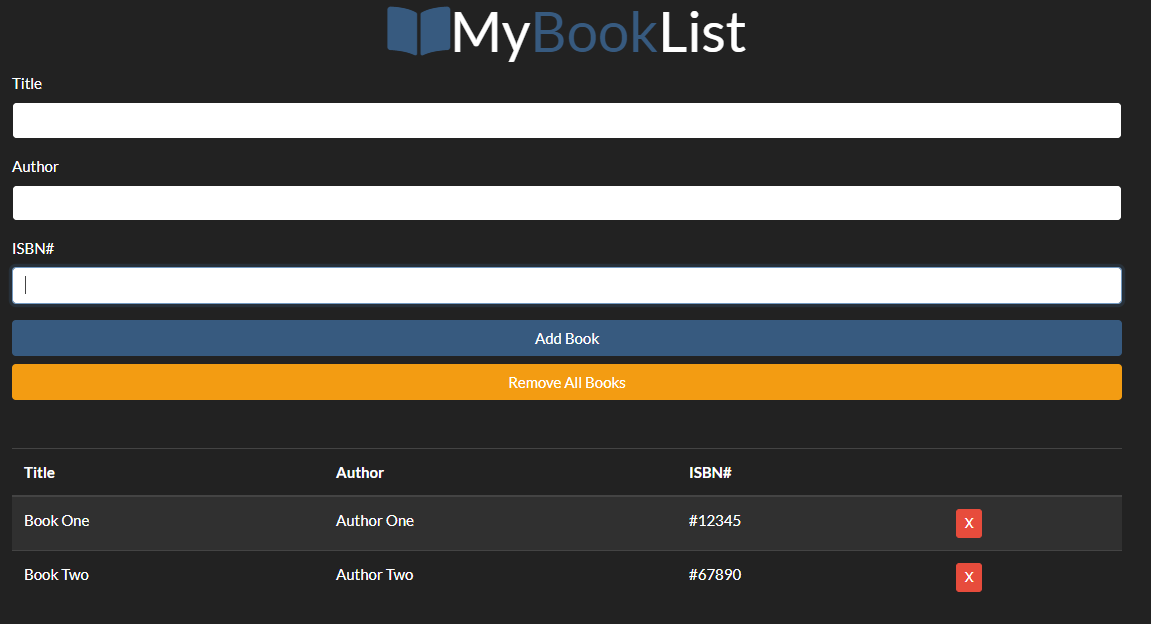 MyBookList
Title
Author
ISBN#
Add Book
Remove All Books
Title Author ISBN#
Book One Author One #12345 X
Book Two Author Two #67890 X